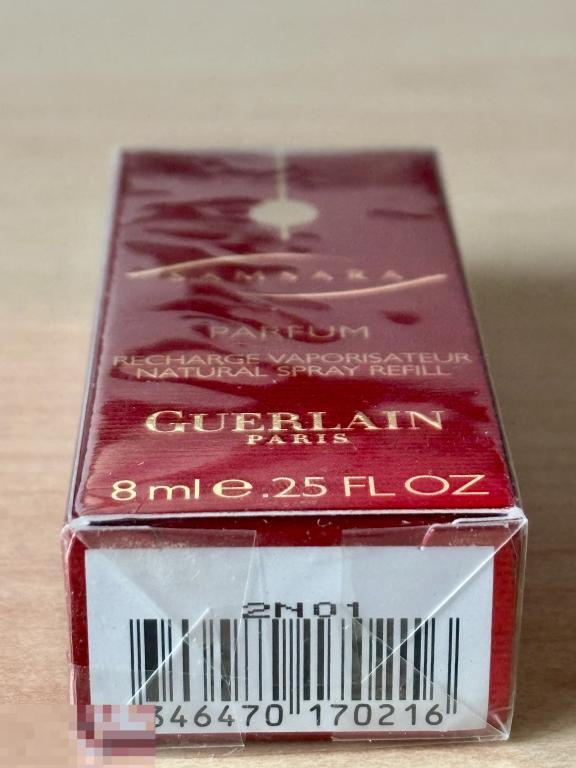 SAMSARA
PARFUM
RECHARGE VAPORISATEUR
NATURAL SPRAY REFILL
GUERLAIN
PARIS
8 ml e .25 FL OZ
2N01
346470 170216